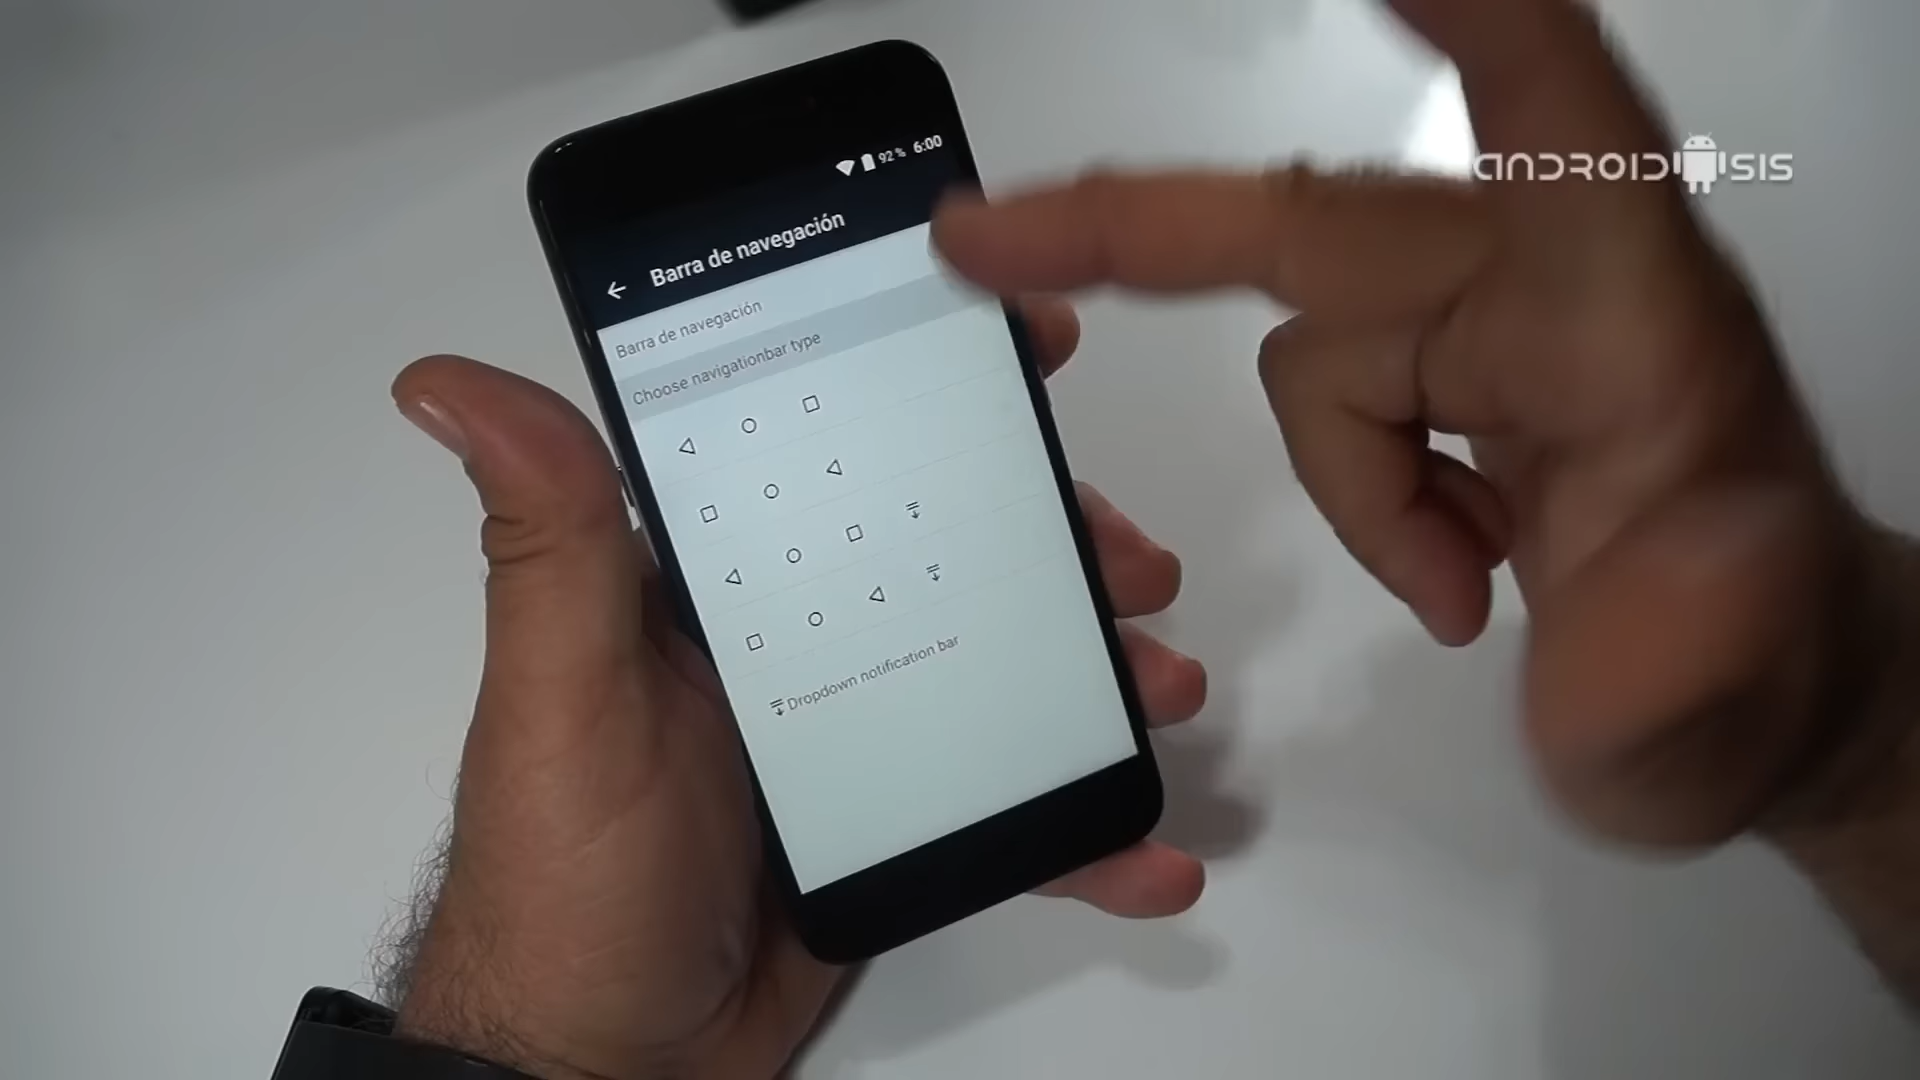 92 % 6:00
ANDROIDSIS
Barra de navegación
Barra de navegación
Choose navigationbar type
Dropdown notification bar